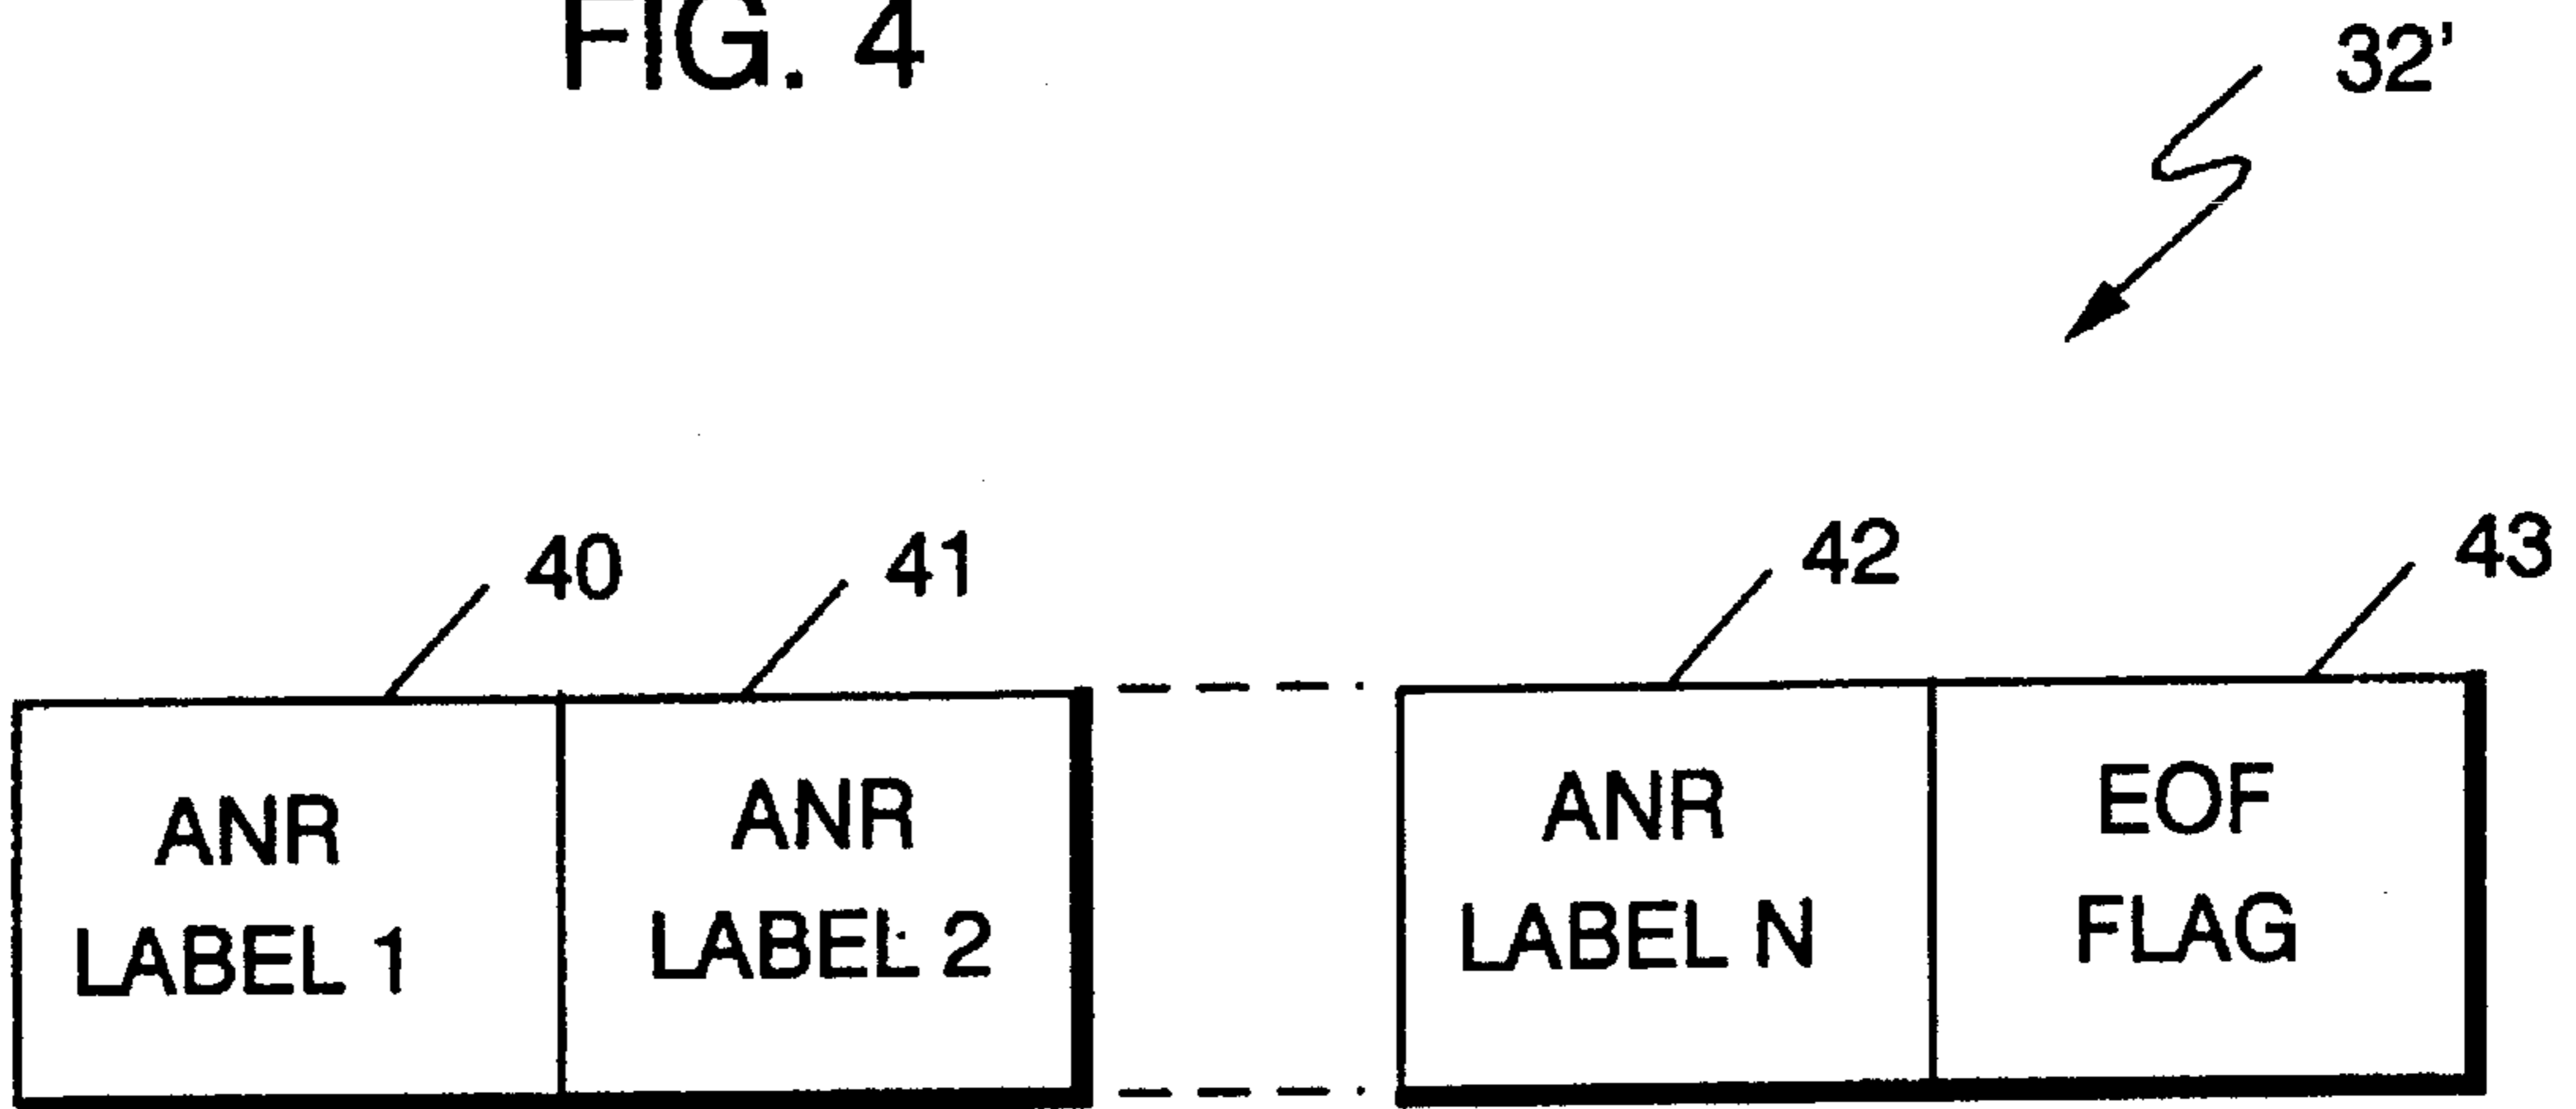 FIG. 4
32'
40
41
42
43
ANR
LABEL 1
ANR
LABEL 2
ANR
LABEL N
EOF
FLAG